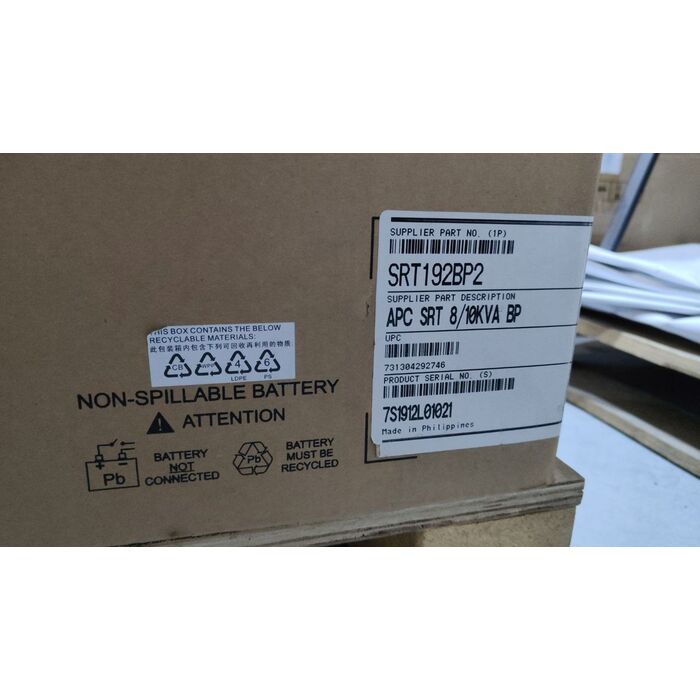 SUPPLIER PART NO. (1P)
SRT192BP2
SUPPLIER PART DESCRIPTION
APC SRT 8/10KVA BP
UPC
731304292746
PRODUCT SERIAL NO. (S)
7S1912L01021
Made in Philippines
THIS BOX CONTAINS THE BELOW
RECYCLABLE MATERIALS:
此包装箱内包含下列可回收再利用的物质
CB WPP 4 6
LDPE PS
NON-SPILLABLE BATTERY
ATTENTION
BATTERY
NOT
CONNECTED
Pb
BATTERY
MUST BE
RECYCLED
Pb